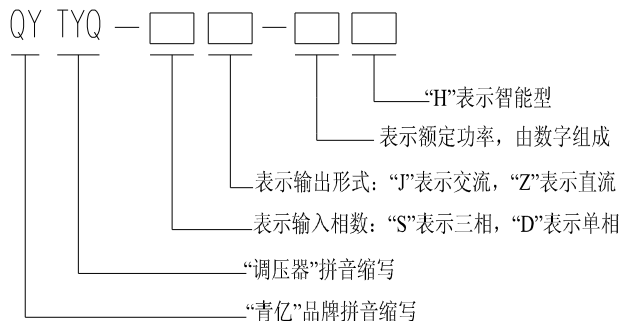 QY TYQ — □ □ — □ □
“H”表示智能型
表示额定功率，由数字组成
表示输出形式：“J”表示交流，“Z”表示直流
表示输入相数：“S”表示三相，“D”表示单相
“调压器”拼音缩写
“青亿”品牌拼音缩写